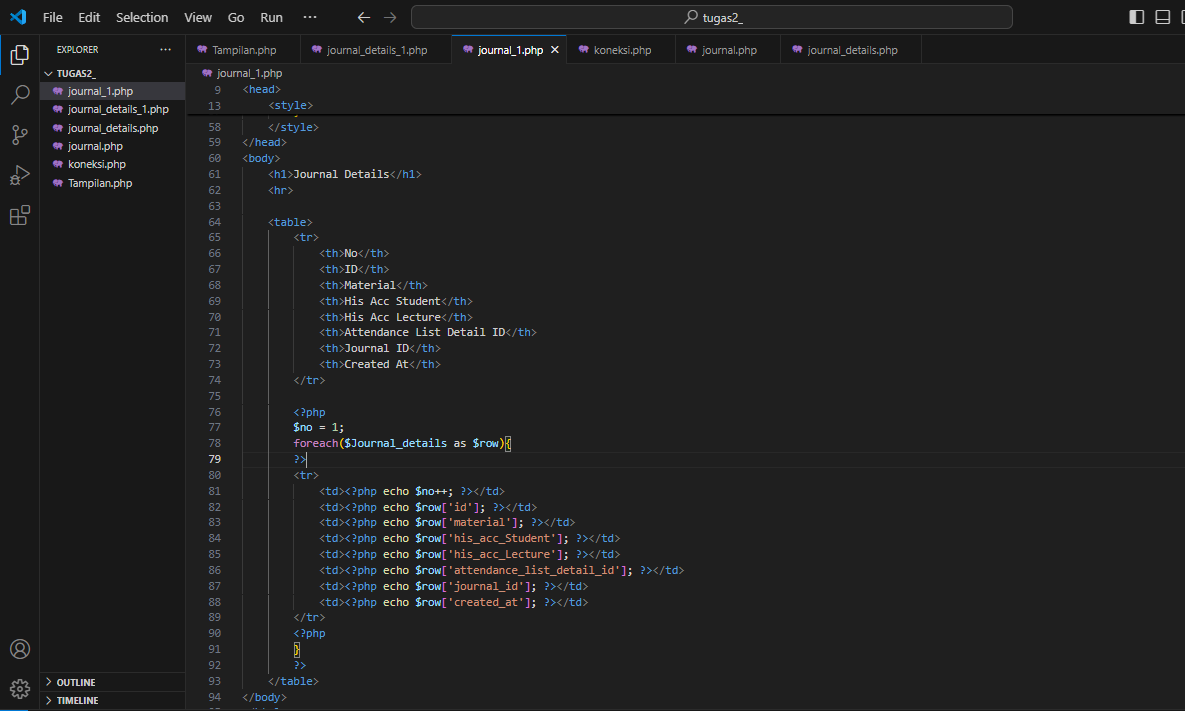 File Edit Selection View Go Run ··· ← → tugas2_
EXPLORER ···
Tampilan.php journal_details_1.php journal_1.php × koneksi.php journal.php journal_details.php
TUGAS2_
journal_1.php
journal_details_1.php
journal_details.php
journal.php
koneksi.php
Tampilan.php
OUTLINE
TIMELINE
journal_1.php
9 <head>
13 <style>
58 </style>
59 </head>
60 <body>
61 <h1>Journal Details</h1>
62 <hr>
63
64 <table>
65 <tr>
66 <th>No</th>
67 <th>ID</th>
68 <th>Material</th>
69 <th>His Acc Student</th>
70 <th>His Acc Lecture</th>
71 <th>Attendance List Detail ID</th>
72 <th>Journal ID</th>
73 <th>Created At</th>
74 </tr>
75
76 <?php
77 $no = 1;
78 foreach($Journal_details as $row){
79 ?>
80 <tr>
81 <td><?php echo $no++; ?></td>
82 <td><?php echo $row['id']; ?></td>
83 <td><?php echo $row['material']; ?></td>
84 <td><?php echo $row['his_acc_Student']; ?></td>
85 <td><?php echo $row['his_acc_Lecture']; ?></td>
86 <td><?php echo $row['attendance_list_detail_id']; ?></td>
87 <td><?php echo $row['journal_id']; ?></td>
88 <td><?php echo $row['created_at']; ?></td>
89 </tr>
90 <?php
91 }
92 ?>
93 </table>
94 </body>